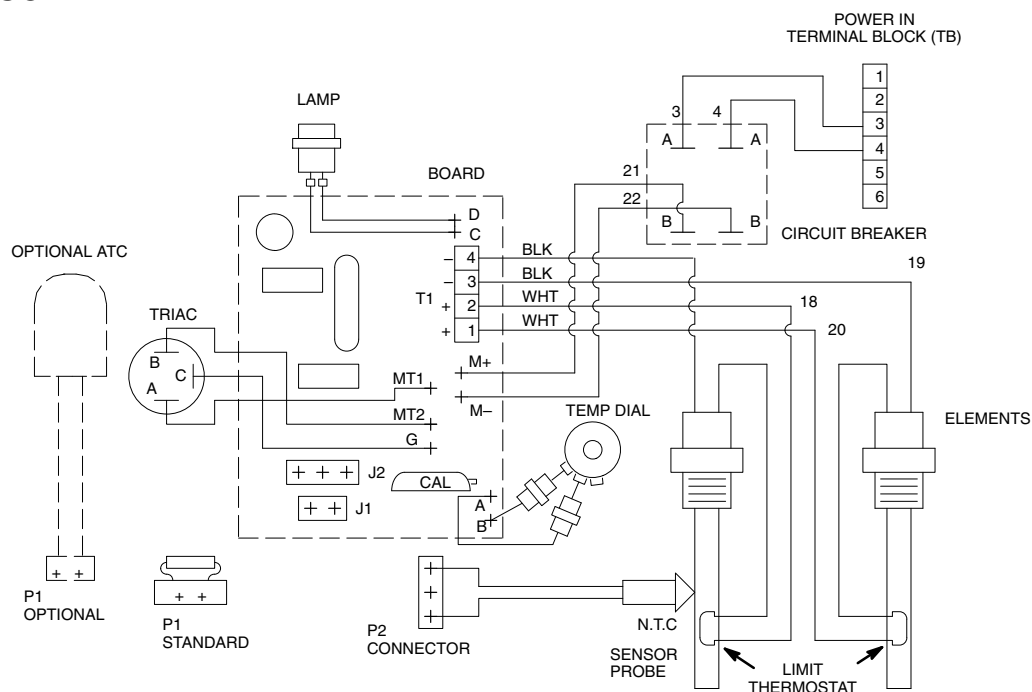 POWER IN
TERMINAL BLOCK (TB)
1
2
3
4
5
6
LAMP
3
4
A
A
21
22
B
B
CIRCUIT BREAKER
BOARD
D
C
OPTIONAL ATC
– 4
– 3
T1
+ 2
+ 1
BLK
BLK
WHT
WHT
19
18
20
TRIAC
B
C
A
M+
MT1
M–
MT2
G
TEMP DIAL
ELEMENTS
+ + +
J2
CAL
+ +
J1
A
B
+ +
P1
OPTIONAL
+ +
P1
STANDARD
+
+
+
P2
CONNECTOR
N.T.C
SENSOR
PROBE
LIMIT
THERMOSTAT